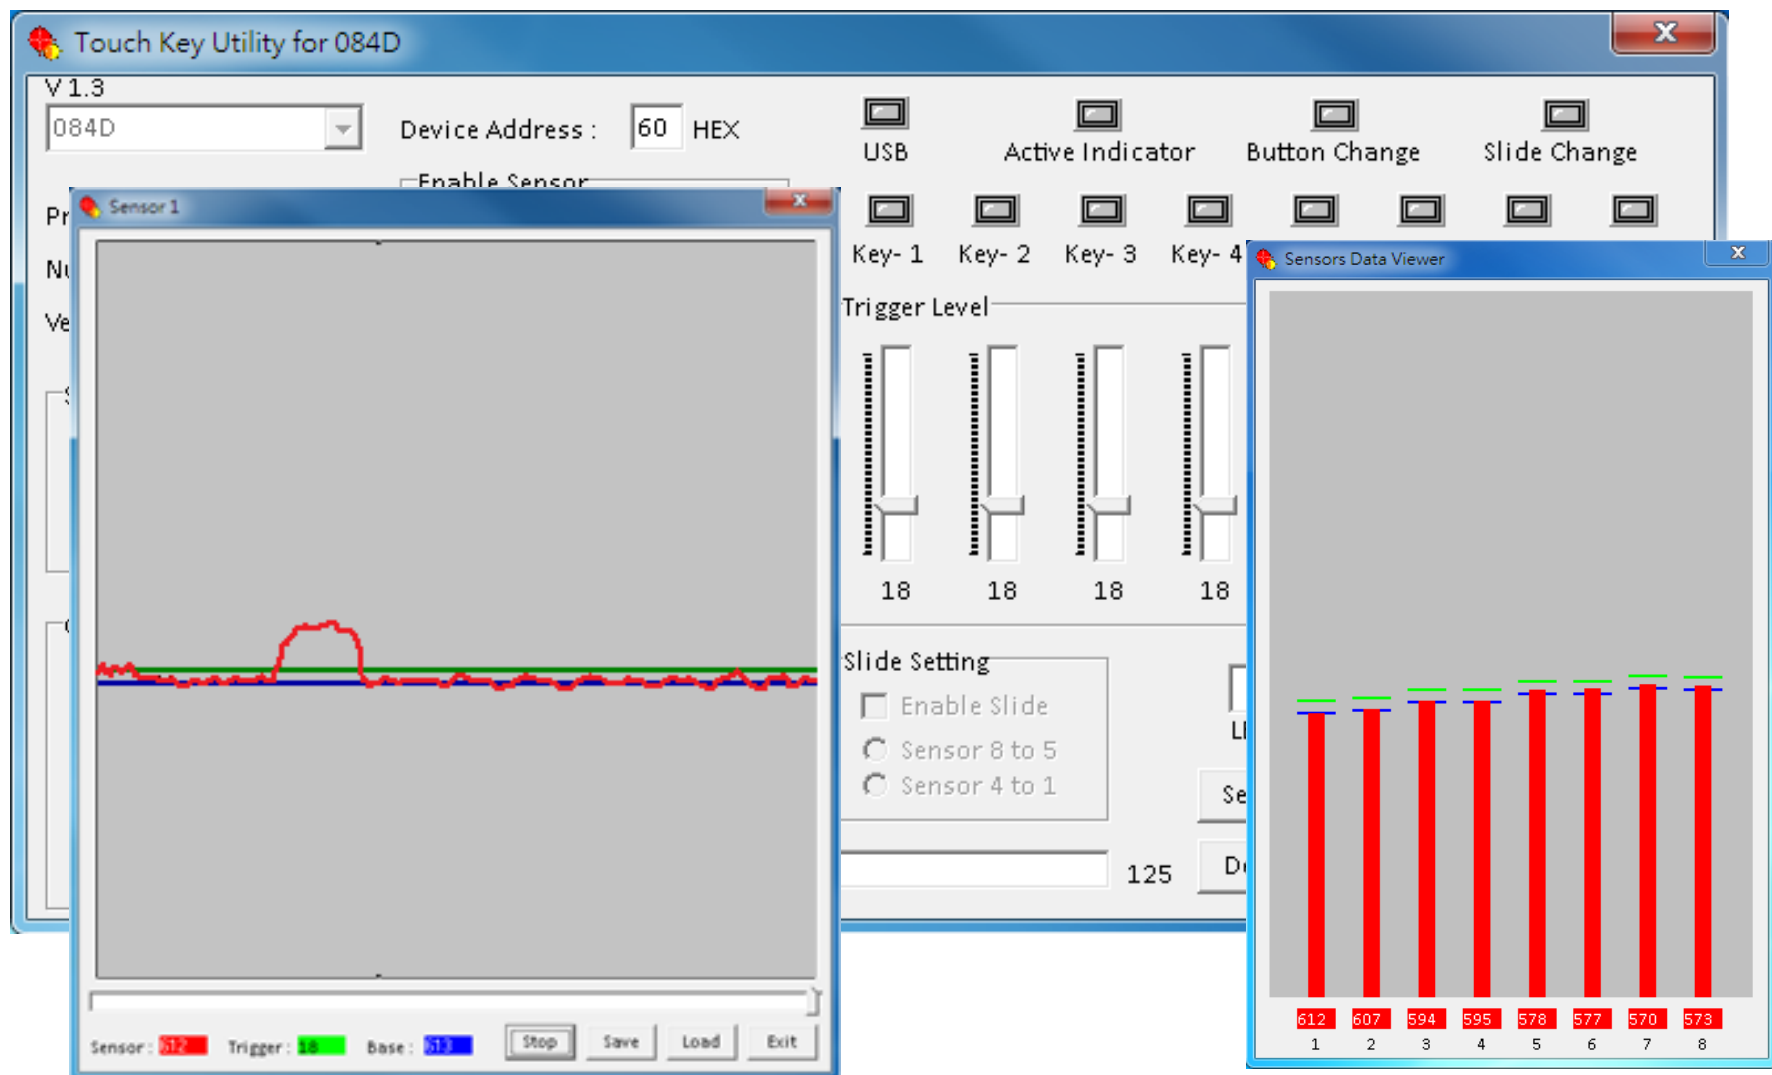 Touch Key Utility for 084D
V 1.3
084D
Device Address :
60
HEX
USB
Active Indicator
Button Change
Slide Change
Enable Sensor
Key- 1
Key- 2
Key- 3
Key- 4
Trigger Level
18
18
18
18
Slide Setting
Enable Slide
Sensor 8 to 5
Sensor 4 to 1
125
Sensor 1
Sensor :
612
Trigger :
18
Base :
613
Stop
Save
Load
Exit
Sensors Data Viewer
612
607
594
595
578
577
570
573
1
2
3
4
5
6
7
8